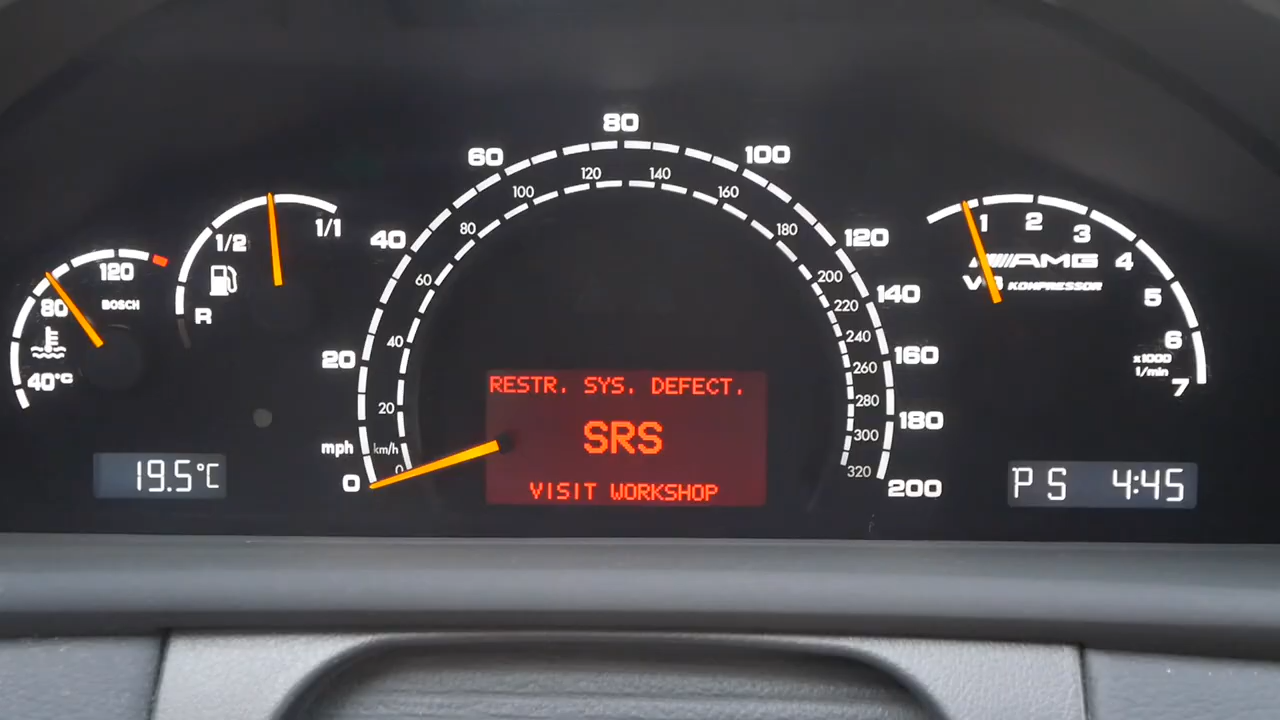 80
60
100
120
140
100
160
1/1
80
180
1/2
40
120
1
2
3
4
AMG
V8 KOMPRESSOR
120
60
200
140
80
BOSCH
R
220
5
40
240
20
160
6
x1000
1/min
7
40°C
260
RESTR. SYS. DEFECT.
20
280
180
SRS
mph
km/h
300
0
0
320
200
19.5°C
VISIT WORKSHOP
P S 4:45